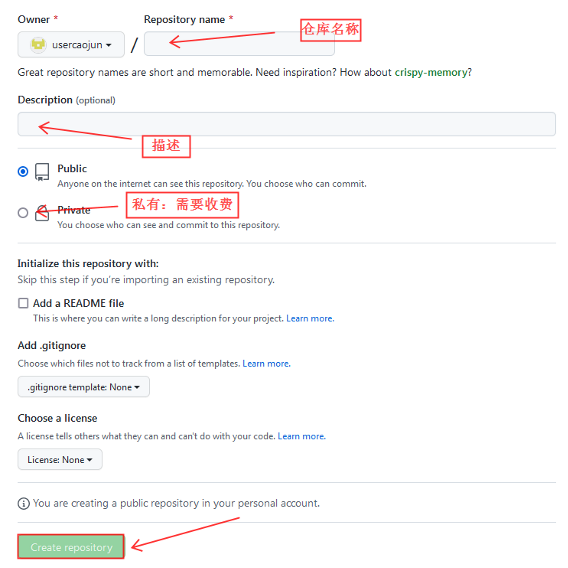 Owner * Repository name * 仓库名称
usercaojun /
Great repository names are short and memorable. Need inspiration? How about crispy-memory?
Description (optional)
描述
Public
Anyone on the internet can see this repository. You choose who can commit.
Private 私有：需要收费
You choose who can see and commit to this repository.
Initialize this repository with:
Skip this step if you're importing an existing repository.
Add a README file
This is where you can write a long description for your project. Learn more.
Add .gitignore
Choose which files not to track from a list of templates. Learn more.
.gitignore template: None
Choose a license
A license tells others what they can and can't do with your code. Learn more.
License: None
You are creating a public repository in your personal account.
Create repository